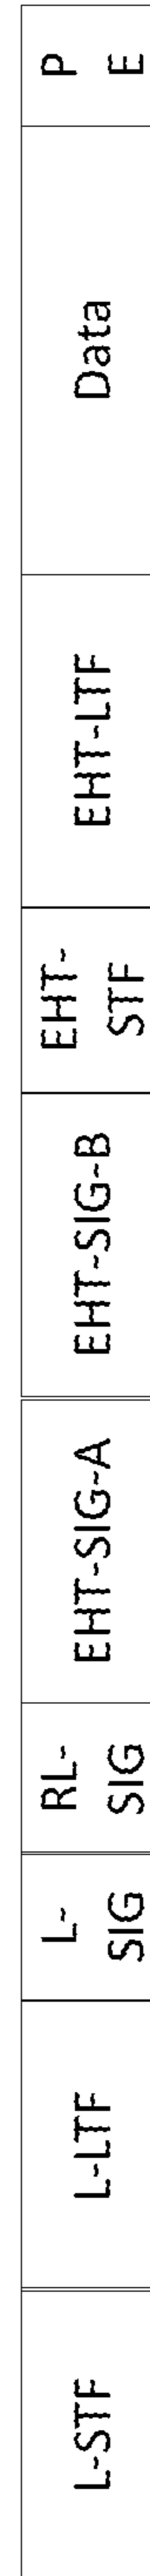 L-STF
L-LTF
L-
SIG
RL-
SIG
EHT-SIG-A
EHT-SIG-B
EHT-
STF
EHT-LTF
Data
P
E